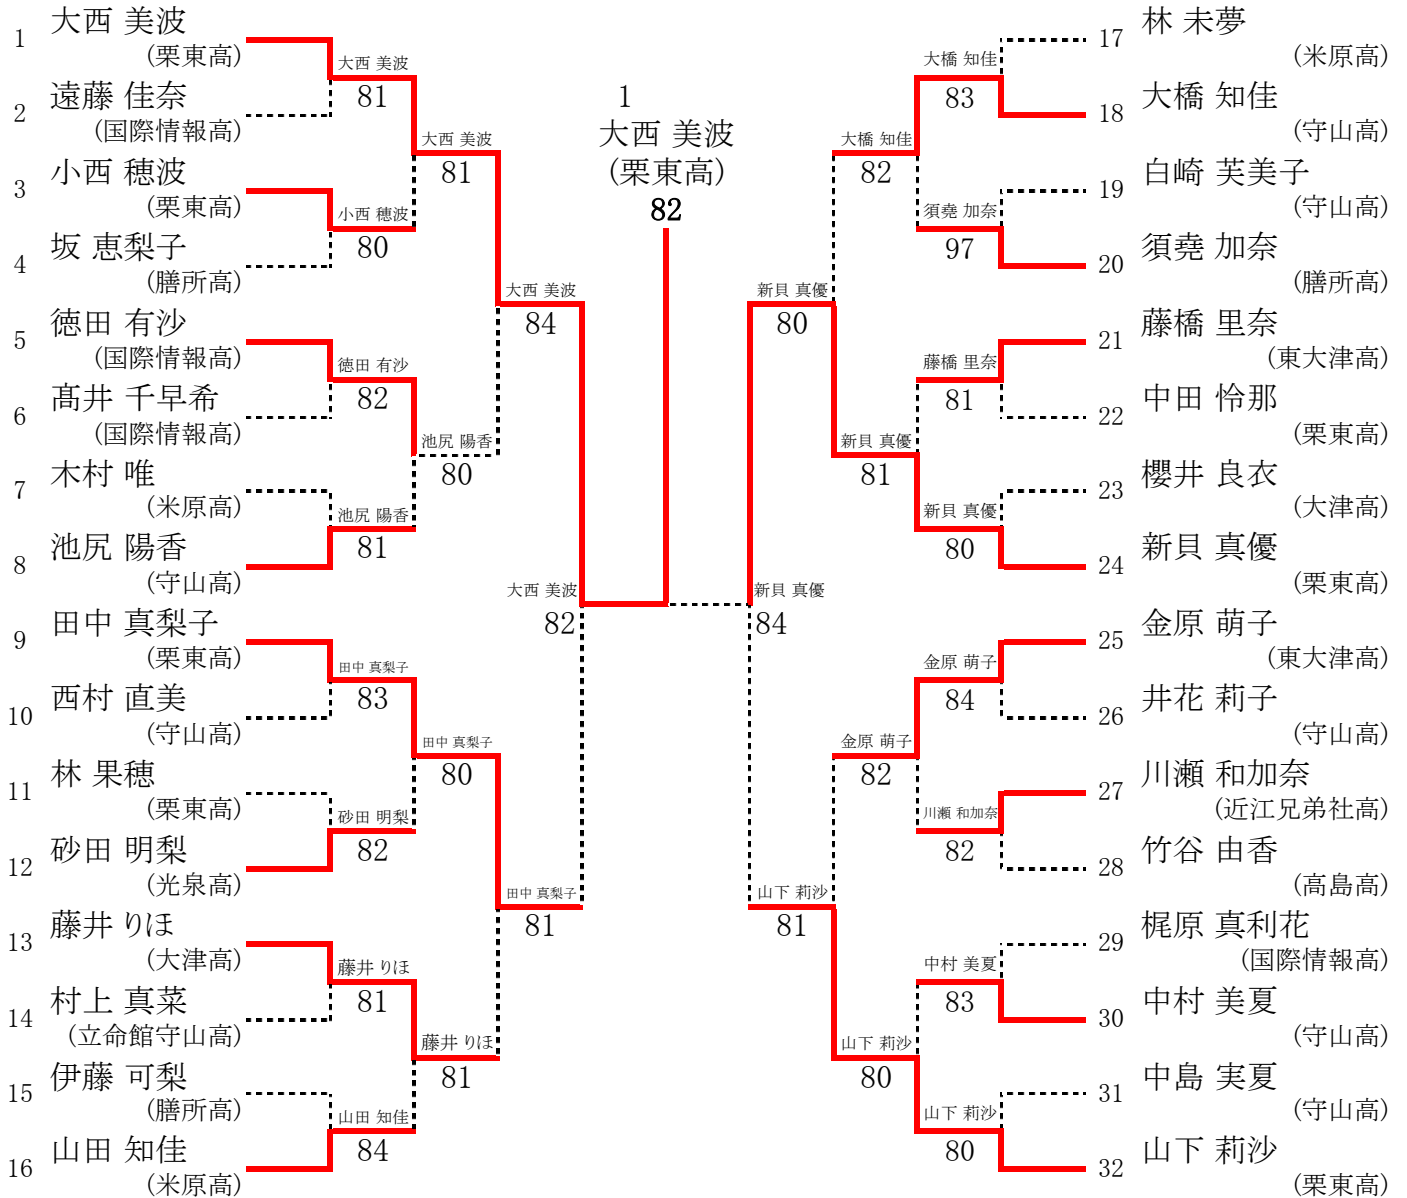 1 大西 美波
(栗東高)
2 遠藤 佳奈
(国際情報高)
3 小西 穂波
(栗東高)
4 坂 恵梨子
(膳所高)
5 徳田 有沙
(国際情報高)
6 髙井 千早希
(国際情報高)
7 木村 唯
(米原高)
8 池尻 陽香
(守山高)
9 田中 真梨子
(栗東高)
10 西村 直美
(守山高)
11 林 果穂
(栗東高)
12 砂田 明梨
(光泉高)
13 藤井 りほ
(大津高)
14 村上 真菜
(立命館守山高)
15 伊藤 可梨
(膳所高)
16 山田 知佳
(米原高)
大西 美波
81
小西 穂波
80
徳田 有沙
82
池尻 陽香
81
田中 真梨子
83
砂田 明梨
82
藤井 りほ
81
山田 知佳
84
大西 美波
81
池尻 陽香
80
田中 真梨子
80
藤井 りほ
81
大西 美波
84
田中 真梨子
81
大西 美波
82
1
大西 美波
(栗東高)
82
新貝 真優
84
新貝 真優
80
山下 莉沙
81
大橋 知佳
82
新貝 真優
81
金原 萌子
82
山下 莉沙
80
大橋 知佳
83
須堯 加奈
97
藤橋 里奈
81
新貝 真優
80
金原 萌子
84
川瀬 和加奈
82
中村 美夏
83
山下 莉沙
80
17 林 未夢
(米原高)
18 大橋 知佳
(守山高)
19 白崎 芙美子
(守山高)
20 須堯 加奈
(膳所高)
21 藤橋 里奈
(東大津高)
22 中田 怜那
(栗東高)
23 櫻井 良衣
(大津高)
24 新貝 真優
(栗東高)
25 金原 萌子
(東大津高)
26 井花 莉子
(守山高)
27 川瀬 和加奈
(近江兄弟社高)
28 竹谷 由香
(高島高)
29 梶原 真利花
(国際情報高)
30 中村 美夏
(守山高)
31 中島 実夏
(守山高)
32 山下 莉沙
(栗東高)